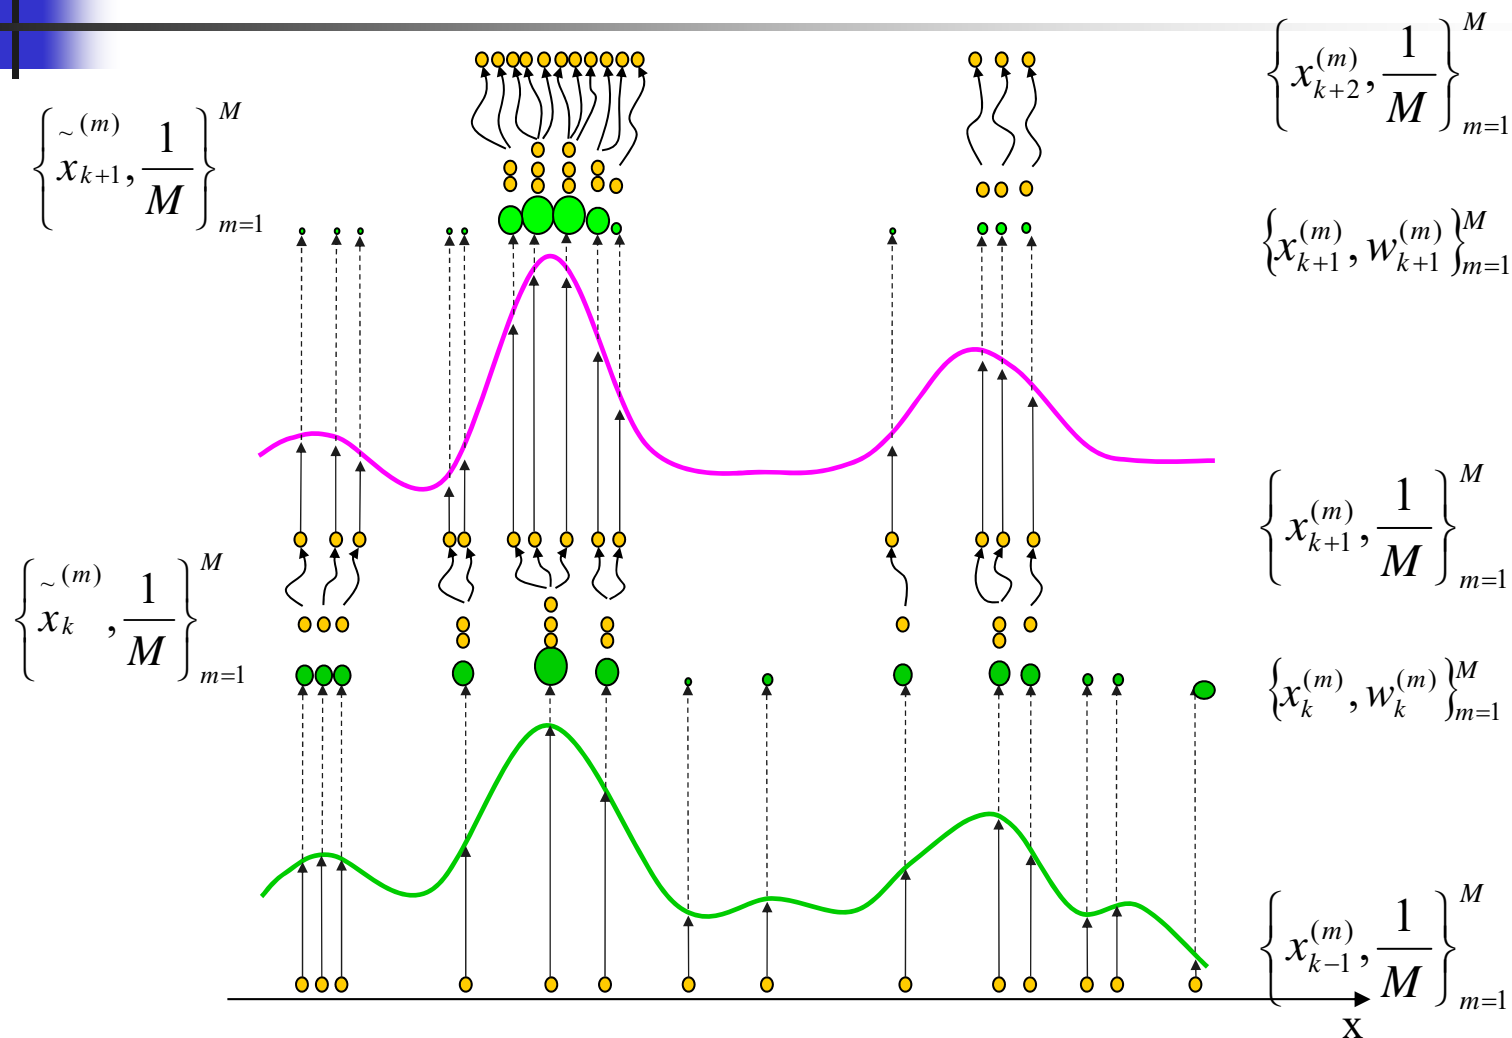 {x_{k+2}^{(m)}, 1/M}_{m=1}^{M}
{x̃_{k+1}^{(m)}, 1/M}_{m=1}^{M}
{x_{k+1}^{(m)}, w_{k+1}^{(m)}}_{m=1}^{M}
{x_{k+1}^{(m)}, 1/M}_{m=1}^{M}
{x̃_{k}^{(m)}, 1/M}_{m=1}^{M}
{x_{k}^{(m)}, w_{k}^{(m)}}_{m=1}^{M}
{x_{k-1}^{(m)}, 1/M}_{m=1}^{M}
x